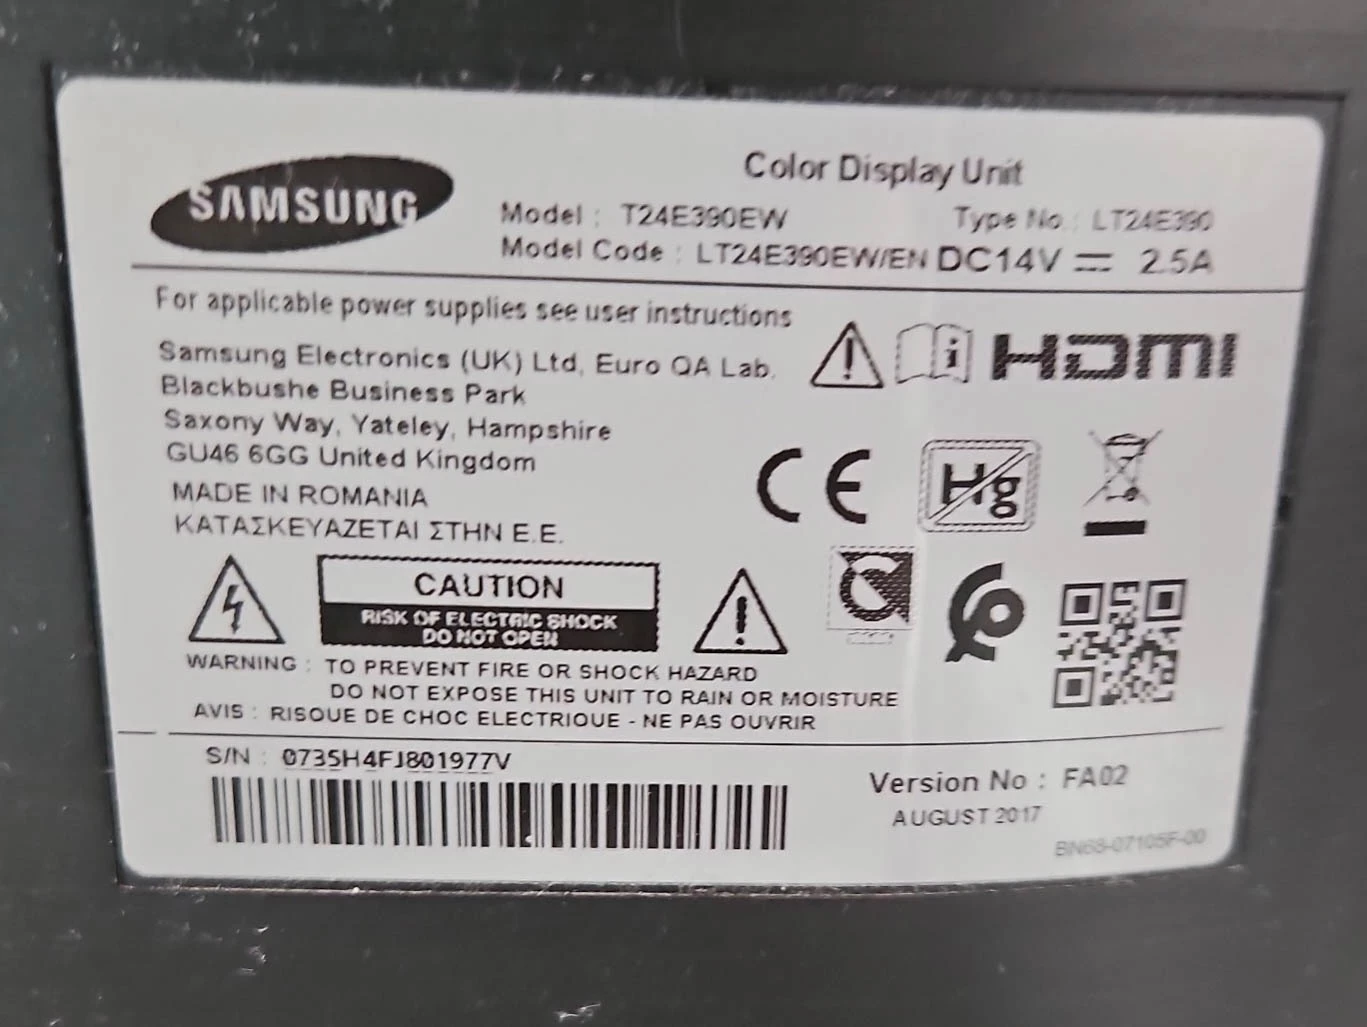 SAMSUNG
Color Display Unit
Model : T24E390EW Type No. : LT24E390
Model Code : LT24E390EW/EN DC14V ⎓ 2.5A
For applicable power supplies see user instructions
HDMI
Samsung Electronics (UK) Ltd, Euro QA Lab.
Blackbushe Business Park
Saxony Way, Yateley, Hampshire
GU46 6GG United Kingdom
MADE IN ROMANIA
ΚΑΤΑΣΚΕΥΑΖΕΤΑΙ ΣΤΗΝ Ε.Ε.
CE
Hg
CAUTION
RISK OF ELECTRIC SHOCK
DO NOT OPEN
WARNING : TO PREVENT FIRE OR SHOCK HAZARD
DO NOT EXPOSE THIS UNIT TO RAIN OR MOISTURE
AVIS : RISQUE DE CHOC ELECTRIQUE - NE PAS OUVRIR
S/N : 0735H4FJ801977V
Version No : FA02
AUGUST 2017
BN68-07105F-00